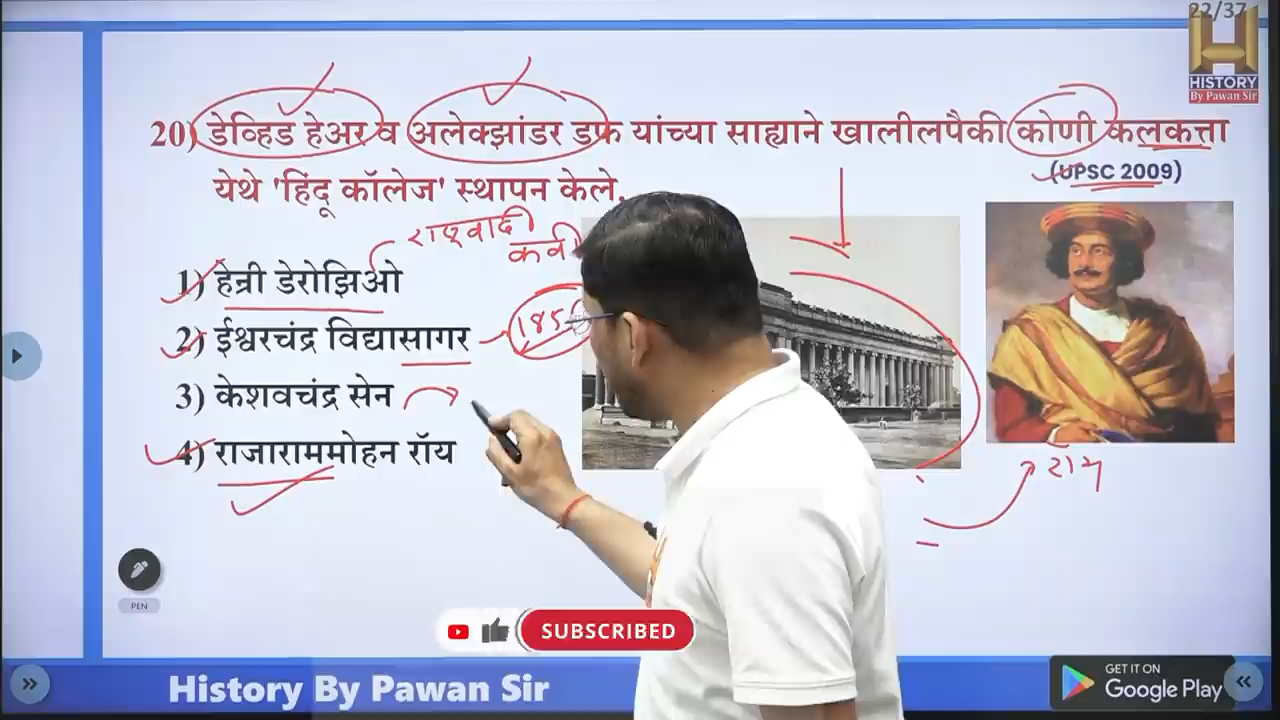 22/37
HISTORY
By Pawan Sir
20) डेव्हिड हेअर व अलेक्झांडर डफ यांच्या साह्याने खालीलपैकी कोणी कलकत्ता
(UPSC 2009)
येथे 'हिंदू कॉलेज' स्थापन केले.
राष्ट्रवादी
कवी
1) हेन्री डेरोझिओ
2) ईश्वरचंद्र विद्यासागर
3) केशवचंद्र सेन
4) राजाराममोहन रॉय
रॉय
PEN
SUBSCRIBED
History By Pawan Sir
GET IT ON
Google Play